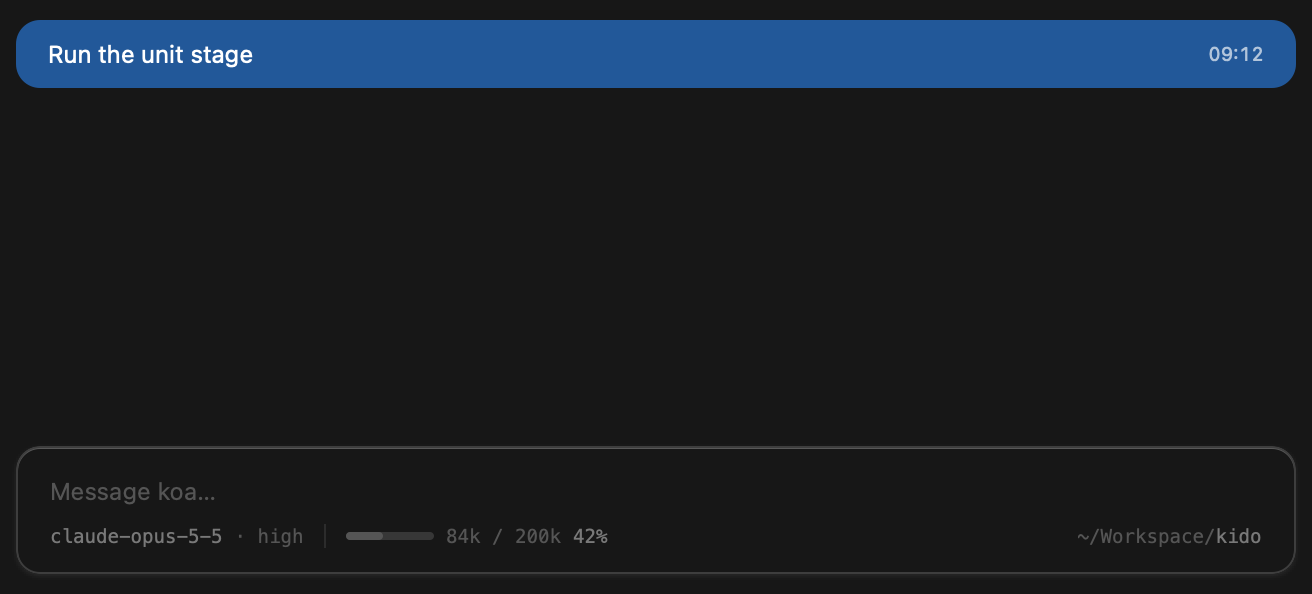 Run the unit stage 09:12
Message koa...
claude-opus-5-5 · high 84k / 200k 42% ~/Workspace/kido